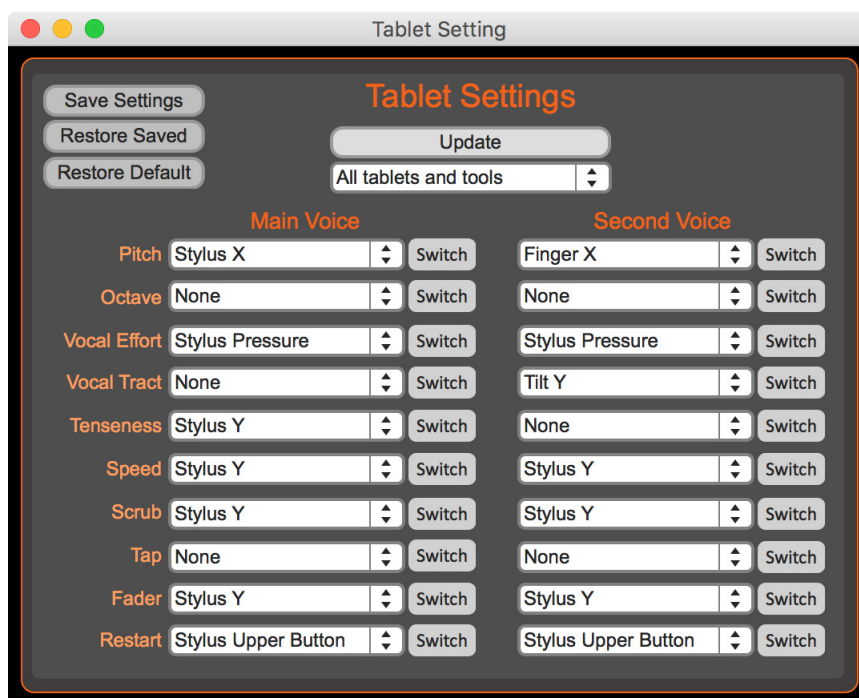 Tablet Setting
Save Settings
Tablet Settings
Restore Saved
Update
Restore Default
All tablets and tools
Main Voice Second Voice
Pitch Stylus X Switch Finger X Switch
Octave None Switch None Switch
Vocal Effort Stylus Pressure Switch Stylus Pressure Switch
Vocal Tract None Switch Tilt Y Switch
Tenseness Stylus Y Switch None Switch
Speed Stylus Y Switch Stylus Y Switch
Scrub Stylus Y Switch Stylus Y Switch
Tap None Switch None Switch
Fader Stylus Y Switch Stylus Y Switch
Restart Stylus Upper Button Switch Stylus Upper Button Switch